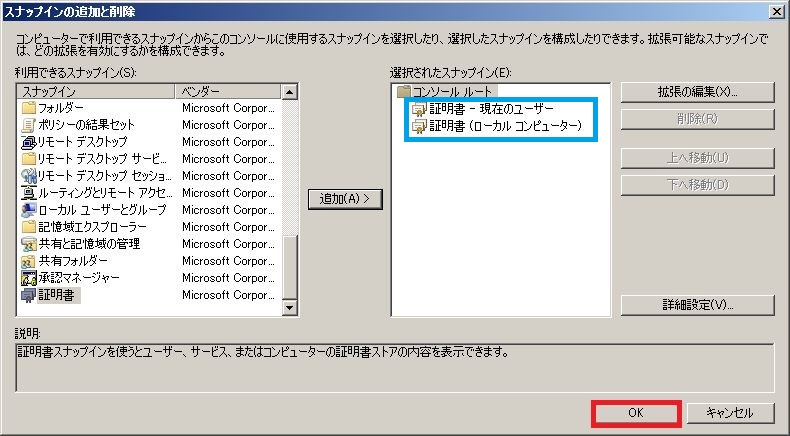 スナップインの追加と削除
コンピューターで利用できるスナップインからこのコンソールに使用するスナップインを選択したり、選択したスナップインを構成したりできます。拡張可能なスナップインで
は、どの拡張を有効にするかを構成できます。
利用できるスナップイン(S):
スナップイン ベンダー
フォルダー Microsoft Corpor...
ポリシーの結果セット Microsoft Corpor...
リモート デスクトップ Microsoft Corpor...
リモート デスクトップ サービ... Microsoft Corpor...
リモート デスクトップ セッショ... Microsoft Corpor...
ルーティングとリモート アクセ... Microsoft Corpor...
ローカル ユーザーとグループ Microsoft Corpor...
記憶域エクスプローラー Microsoft Corpor...
共有と記憶域の管理 Microsoft Corpor...
共有フォルダー Microsoft Corpor...
承認マネージャー Microsoft Corpor...
証明書 Microsoft Corpor...
追加(A) >
選択されたスナップイン(E):
コンソール ルート
証明書 - 現在のユーザー
証明書 (ローカル コンピューター)
拡張の編集(X)...
削除(R)
上へ移動(U)
下へ移動(D)
詳細設定(V)...
説明:
証明書スナップインを使うとユーザー、サービス、またはコンピューターの証明書ストアの内容を表示できます。
OK
キャンセル